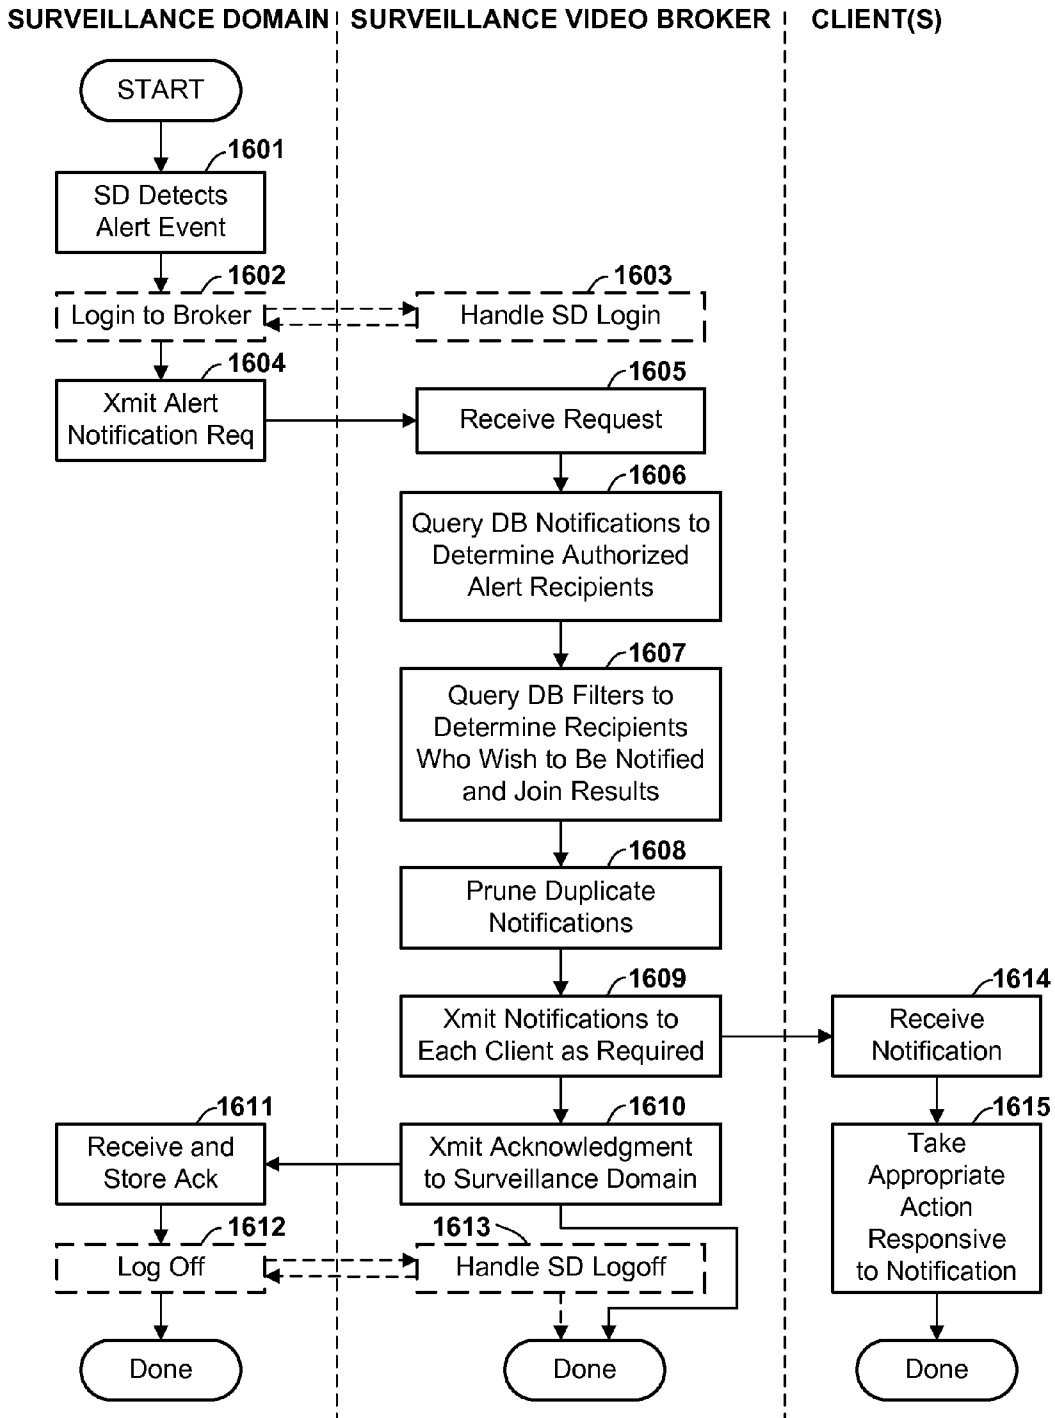 SURVEILLANCE DOMAIN
SURVEILLANCE VIDEO BROKER
CLIENT(S)
START
1601
SD Detects
Alert Event
1602
Login to Broker
1603
Handle SD Login
1604
Xmit Alert
Notification Req
1605
Receive Request
1606
Query DB Notifications to
Determine Authorized
Alert Recipients
1607
Query DB Filters to
Determine Recipients
Who Wish to Be Notified
and Join Results
1608
Prune Duplicate
Notifications
1609
Xmit Notifications to
Each Client as Required
1614
Receive
Notification
1611
Receive and
Store Ack
1610
Xmit Acknowledgment
to Surveillance Domain
1615
Take
Appropriate
Action
Responsive
to Notification
1612
Log Off
1613
Handle SD Logoff
Done
Done
Done